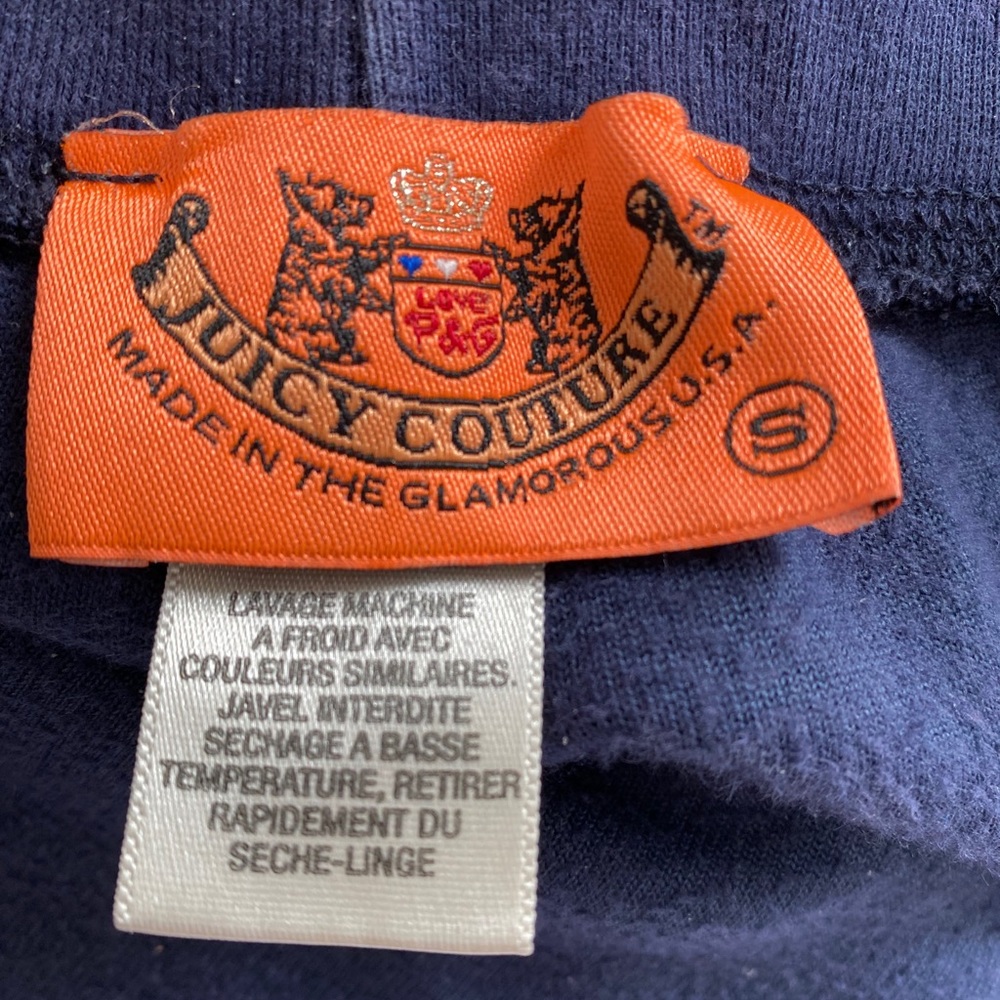 Love
P&G
JUICY COUTURE
TM
MADE IN THE GLAMOROUS U.S.A.
S
LAVAGE MACHINE
A FROID AVEC
COULEURS SIMILAIRES.
JAVEL INTERDITE
SECHAGE A BASSE
TEMPERATURE, RETIRER
RAPIDEMENT DU
SECHE-LINGE